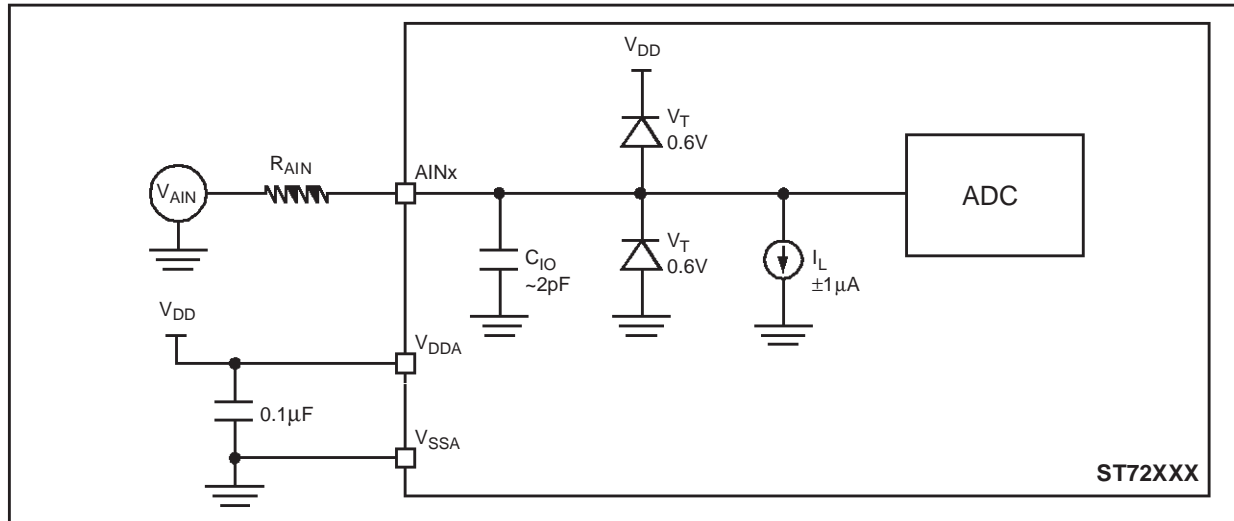 V_DD
V_T
0.6V
R_AIN
AINx
V_AIN
ADC
C_IO
~2pF
V_T
0.6V
I_L
±1μA
V_DD
V_DDA
0.1μF
V_SSA
ST72XXX